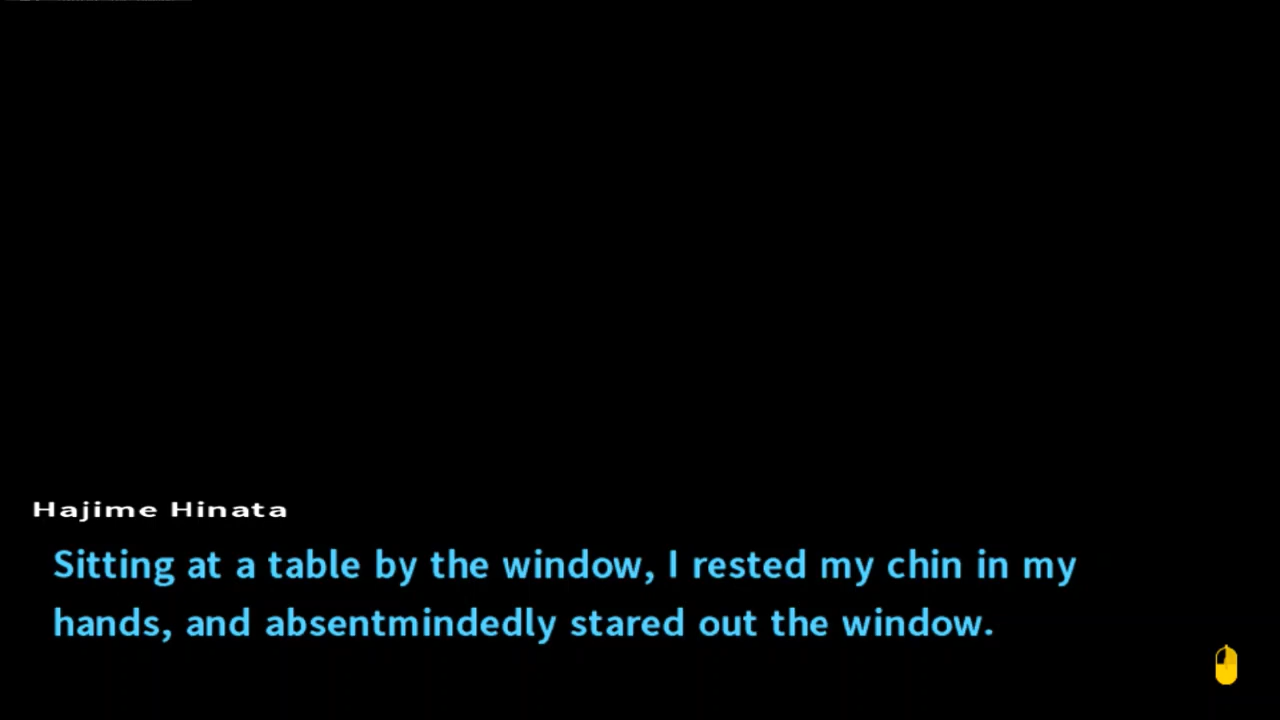 Hajime Hinata
Sitting at a table by the window, I rested my chin in my
hands, and absentmindedly stared out the window.